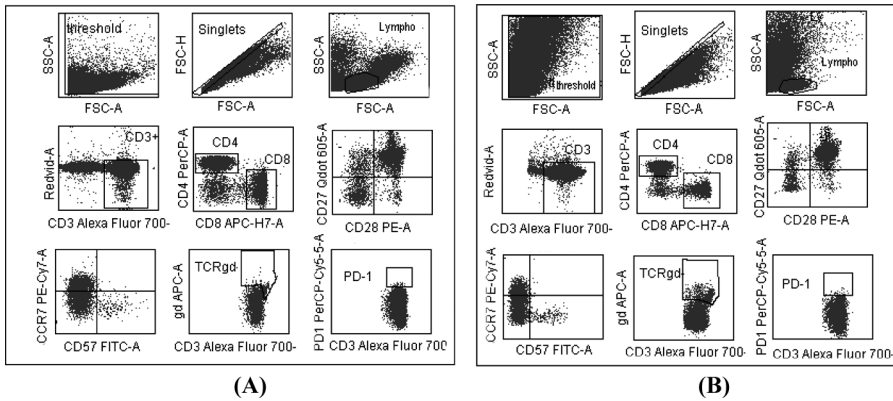 threshold
SSC-A
FSC-A
Singlets
FSC-H
FSC-A
Lympho
SSC-A
FSC-A
CD3+
Redvid-A
CD3 Alexa Fluor 700-
CD4
CD8
CD4 PerCP-A
CD8 APC-H7-A
CD27 Qdot 605-A
CD28 PE-A
CCR7 PE-Cy7-A
CD57 FITC-A
TCRgd
gd APC-A
CD3 Alexa Fluor 700-
PD-1
PD1 PerCP-Cy5-5-A
CD3 Alexa Fluor 700
(A)
threshold
SSC-A
FSC-A
Singlets
FSC-H
FSC-A
Lympho
SSC-A
FSC-A
CD3
Redvid-A
CD3 Alexa Fluor 700-
CD4
CD8
CD4 PerCP-A
CD8 APC-H7-A
CD27 Qdot 605-A
CD28 PE-A
CCR7 PE-Cy7-A
CD57 FITC-A
TCRgd
gd APC-A
CD3 Alexa Fluor 700-
PD-1
PD1 PerCP-Cy5-5-A
CD3 Alexa Fluor 700-
(B)